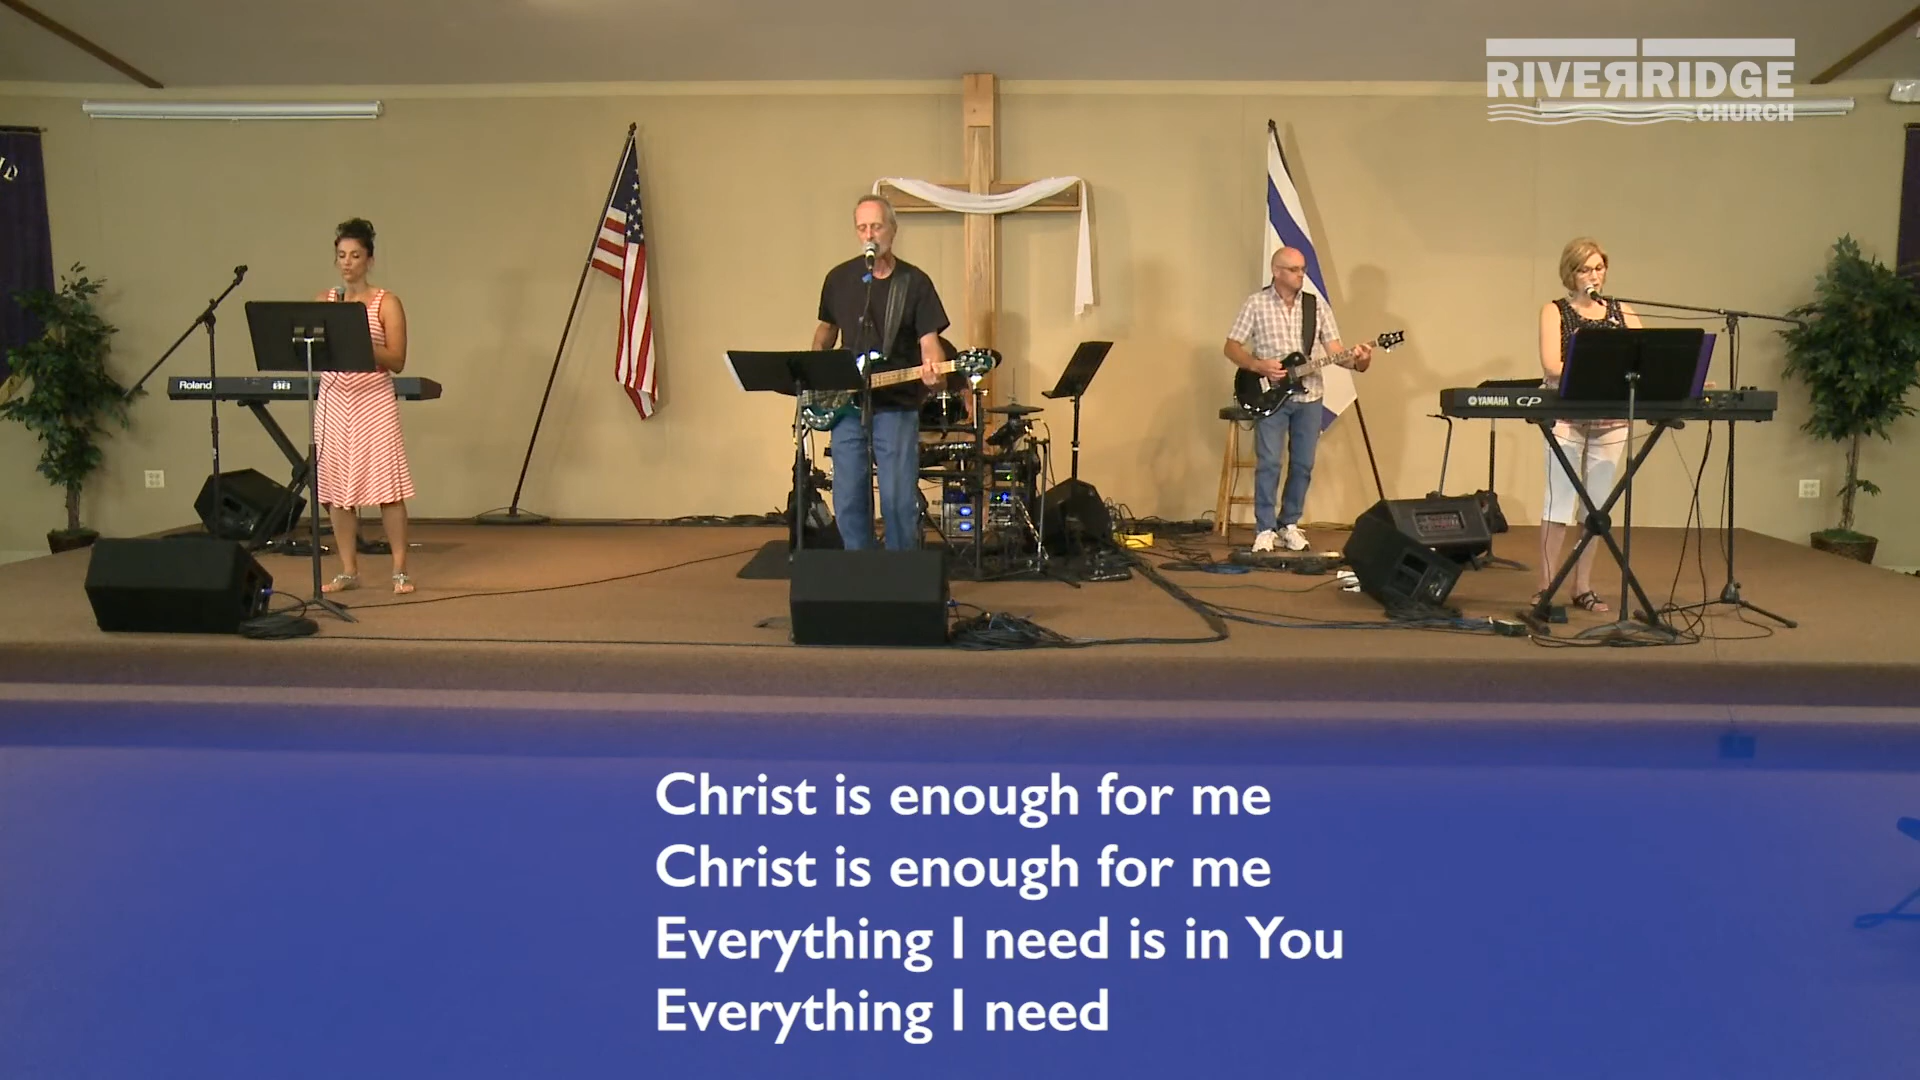 RIVERRIDGE
CHURCH
Roland
YAMAHA CP
Christ is enough for me
Christ is enough for me
Everything I need is in You
Everything I need